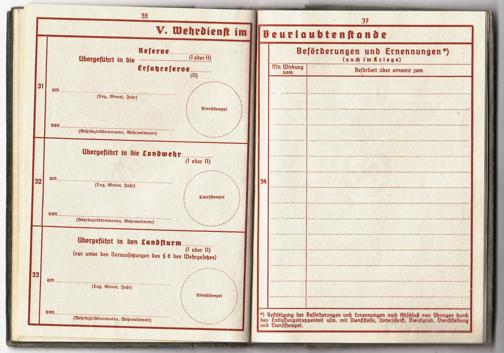 36
V. Wehrdienst im
31
Übergeführt in die
Reserve
(I oder II)
Ersatzreserve
(II)
am
(Tag, Monat, Jahr)
von
(Wehrbezirkskommando, Wehrmeldeamt)
Dienststempel
32
Übergeführt in die Landwehr
(I oder II)
am
(Tag, Monat, Jahr)
von
(Wehrbezirkskommando, Wehrmeldeamt)
Dienststempel
33
Übergeführt in den Landsturm
(I oder II)
(nur unter den Voraussetzungen des § 6 des Wehrgesetzes)
am
(Tag, Monat, Jahr)
von
(Wehrbezirkskommando, Wehrmeldeamt)
Dienststempel
37
Beurlaubtenstande
Beförderungen und Ernennungen*)
(auch im Kriege)
Mit Wirkung
vom
Befördert oder ernannt zum
34
*) Bestätigung der Beförderungen und Ernennungen nach Abschluß von Übungen durch
den Entlassungstruppenteil usw. mit Dienststelle, Unterschrift, Dienstgrad, Dienststellung
und Dienststempel.